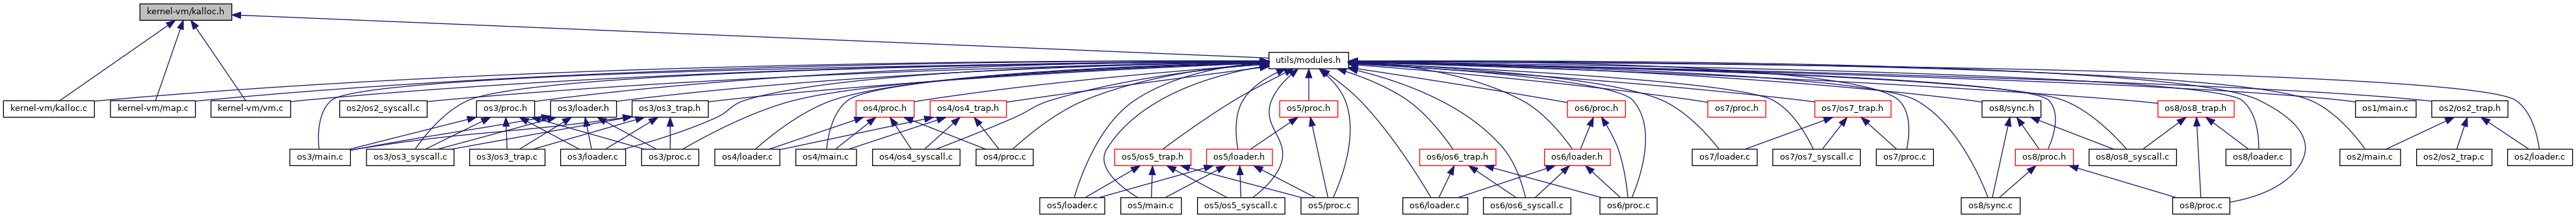 kernel-vm/kalloc.h
utils/modules.h
kernel-vm/kalloc.c
kernel-vm/map.c
kernel-vm/vm.c
os2/os2_syscall.c
os3/proc.h
os3/loader.h
os3/os3_trap.h
os4/proc.h
os4/os4_trap.h
os5/proc.h
os6/proc.h
os7/proc.h
os7/os7_trap.h
os8/sync.h
os8/os8_trap.h
os1/main.c
os2/os2_trap.h
os3/main.c
os3/os3_syscall.c
os3/os3_trap.c
os3/loader.c
os3/proc.c
os4/loader.c
os4/main.c
os4/os4_syscall.c
os4/proc.c
os5/os5_trap.h
os5/loader.h
os6/os6_trap.h
os6/loader.h
os7/loader.c
os7/os7_syscall.c
os7/proc.c
os8/proc.h
os8/os8_syscall.c
os8/loader.c
os2/main.c
os2/os2_trap.c
os2/loader.c
os5/loader.c
os5/main.c
os5/os5_syscall.c
os5/proc.c
os6/loader.c
os6/os6_syscall.c
os6/proc.c
os8/sync.c
os8/proc.c